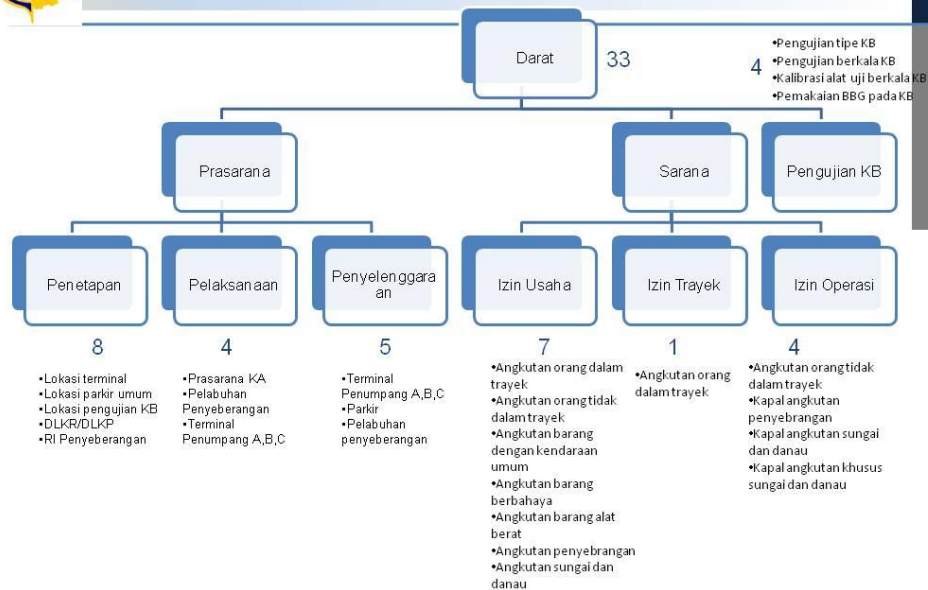 Darat
33
4
•Pengujian tipe KB
•Pengujian berkala KB
•Kalibrasi alat uji berkala KB
•Pemakaian BBG pada KB
Prasarana
Sarana
Pengujian KB
Penetapan
Pelaksanaan
Penyelenggara
an
Izin Usaha
Izin Trayek
Izin Operasi
8
•Lokasi terminal
•Lokasi parkir umum
•Lokasi pengujian KB
•DLKR/DLKP
•RI Penyeberangan
4
•Prasarana KA
•Pelabuhan
Penyeberangan
•Terminal
Penumpang A,B,C
5
•Terminal
Penumpang A,B,C
•Parkir
•Pelabuhan
penyeberangan
7
•Angkutan orang dalam
trayek
•Angkutan orang tidak
dalam trayek
•Angkutan barang
dengan kendaraan
umum
•Angkutan barang
berbahaya
•Angkutan barang alat
berat
•Angkutan penyebrangan
•Angkutan sungai dan
danau
1
•Angkutan orang
dalam trayek
4
•Angkutan orang tidak
dalam trayek
•Kapal angkutan
penyebrangan
•Kapal angkutan sungai
dan danau
•Kapal angkutan khusus
sungai dan danau